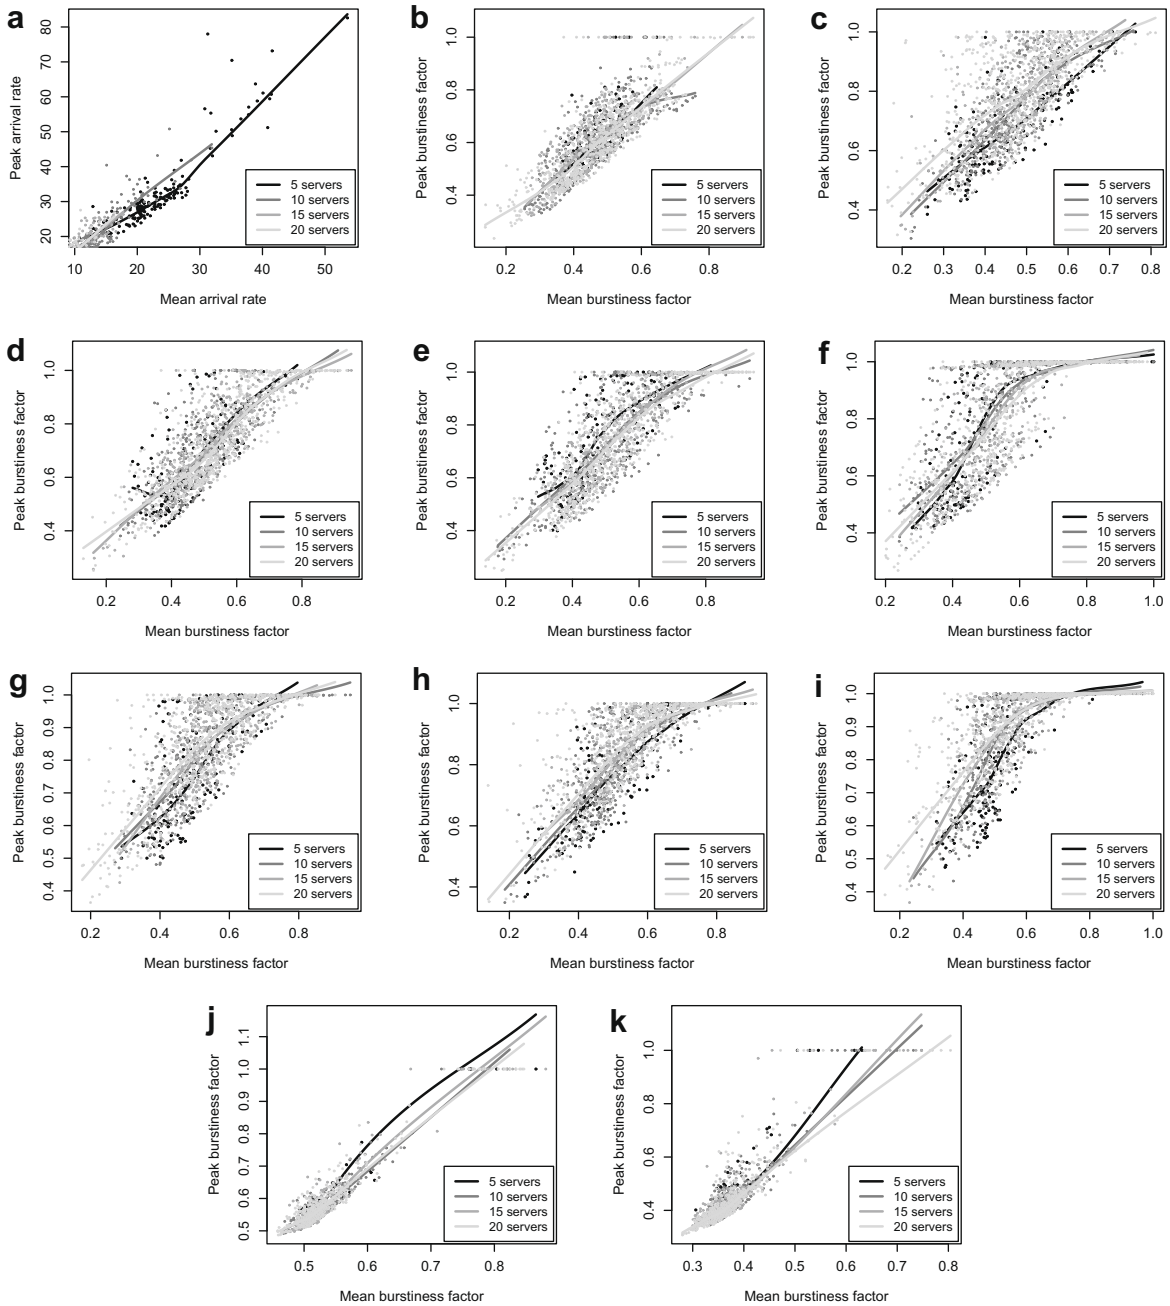 a
80
70
60
50
40
30
20
Peak arrival rate
10 20 30 40 50
Mean arrival rate
5 servers
10 servers
15 servers
20 servers
b
1.0
0.8
0.6
0.4
Peak burstiness factor
0.2 0.4 0.6 0.8
Mean burstiness factor
5 servers
10 servers
15 servers
20 servers
c
1.0
0.8
0.6
0.4
Peak burstiness factor
0.2 0.3 0.4 0.5 0.6 0.7 0.8
Mean burstiness factor
5 servers
10 servers
15 servers
20 servers
d
1.0
0.8
0.6
0.4
Peak burstiness factor
0.2 0.4 0.6 0.8
Mean burstiness factor
5 servers
10 servers
15 servers
20 servers
e
1.0
0.8
0.6
0.4
Peak burstiness factor
0.2 0.4 0.6 0.8
Mean burstiness factor
5 servers
10 servers
15 servers
20 servers
f
1.0
0.8
0.6
0.4
Peak burstiness factor
0.2 0.4 0.6 0.8 1.0
Mean burstiness factor
5 servers
10 servers
15 servers
20 servers
g
1.0
0.9
0.8
0.7
0.6
0.5
0.4
Peak burstiness factor
0.2 0.4 0.6 0.8
Mean burstiness factor
5 servers
10 servers
15 servers
20 servers
h
1.0
0.8
0.6
0.4
Peak burstiness factor
0.2 0.4 0.6 0.8
Mean burstiness factor
5 servers
10 servers
15 servers
20 servers
i
1.0
0.9
0.8
0.7
0.6
0.5
0.4
Peak burstiness factor
0.2 0.4 0.6 0.8 1.0
Mean burstiness factor
5 servers
10 servers
15 servers
20 servers
j
1.1
1.0
0.9
0.8
0.7
0.6
0.5
Peak burstiness factor
0.5 0.6 0.7 0.8
Mean burstiness factor
5 servers
10 servers
15 servers
20 servers
k
1.0
0.8
0.6
0.4
Peak burstiness factor
0.3 0.4 0.5 0.6 0.7 0.8
Mean burstiness factor
5 servers
10 servers
15 servers
20 servers